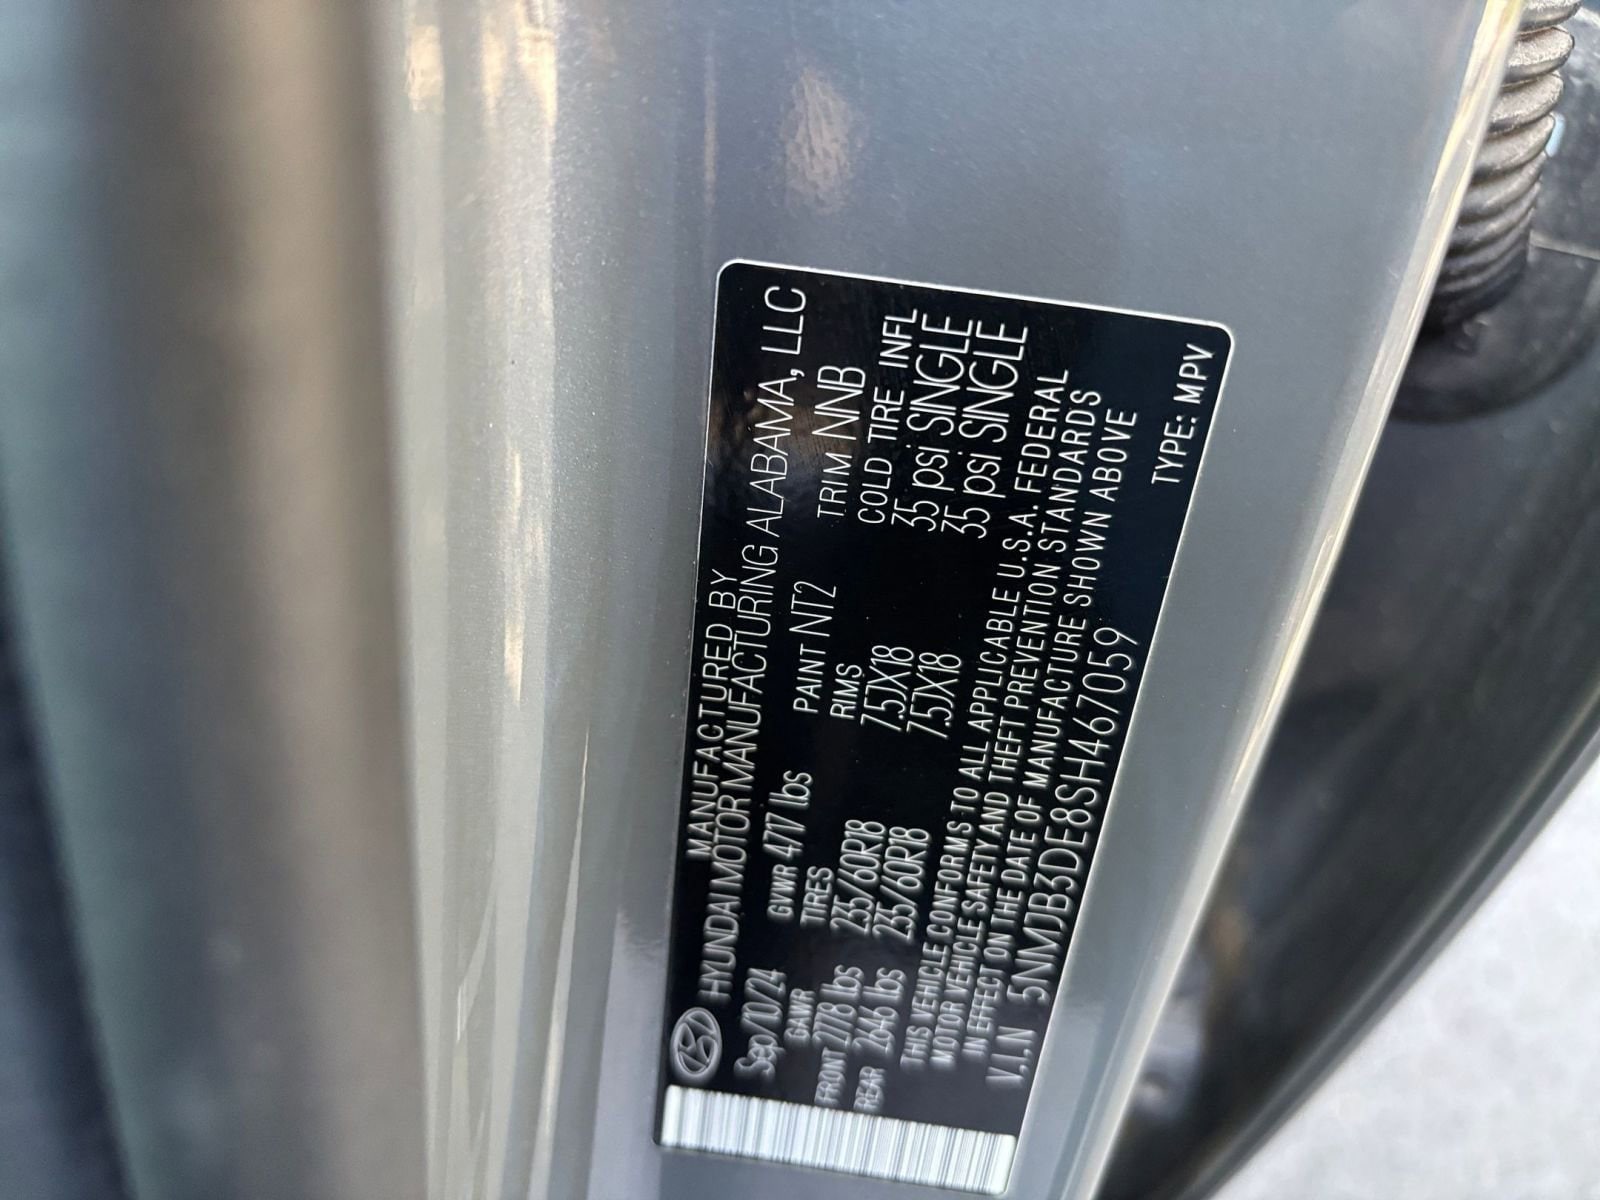 MANUFACTURED BY
HYUNDAI MOTOR MANUFACTURING ALABAMA, LLC
Sep/10/24 GVWR 4717 lbs PAINT NT2 TRIM NNB
GAWR TIRES RIMS COLD TIRE INFL
FRONT 2778 lbs 235/60R18 7.5JX18 35 psi SINGLE
REAR 2646 lbs 235/60R18 7.5JX18 35 psi SINGLE
THIS VEHICLE CONFORMS TO ALL APPLICABLE U.S.A. FEDERAL
MOTOR VEHICLE SAFETY AND THEFT PREVENTION STANDARDS
IN EFFECT ON THE DATE OF MANUFACTURE SHOWN ABOVE
V.I.N 5NMJB3DE8SH467059 TYPE: MPV